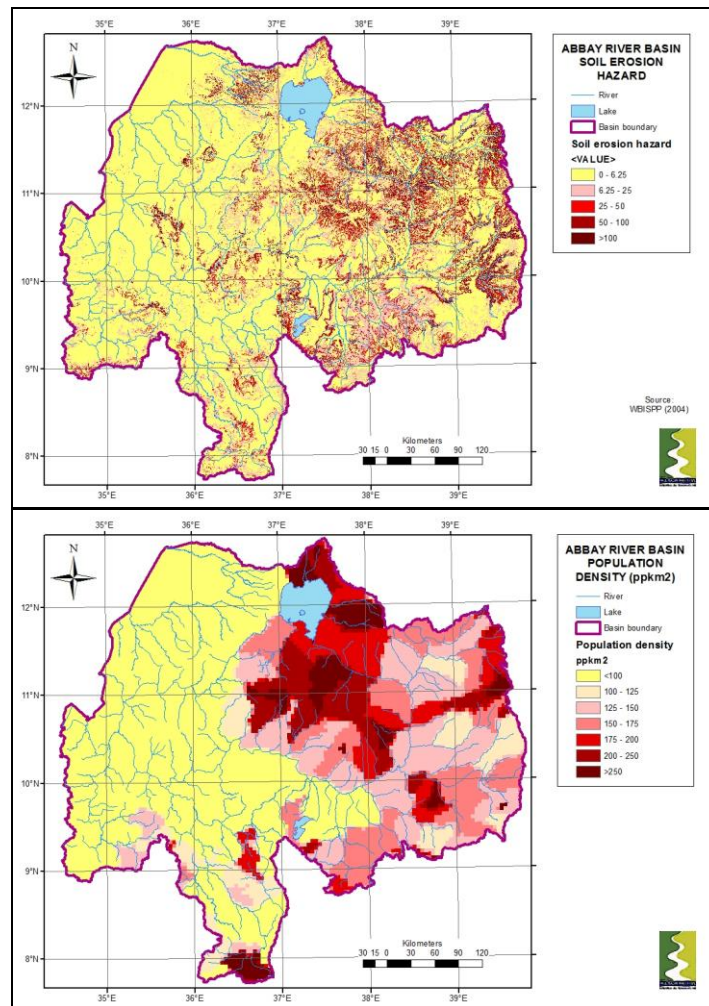 35°E 36°E 37°E 38°E 39°E
N
12°N
11°N
10°N
9°N
8°N
Kilometers
30 15 0 30 60 90 120
35°E 36°E 37°E 38°E 39°E
ABBAY RIVER BASIN
SOIL EROSION
HAZARD
River
Lake
Basin boundary
Soil erosion hazard
<VALUE>
0 - 6.25
6.25 - 25
25 - 50
50 - 100
>100
Source:
WBISPP (2004)
35°E 36°E 37°E 38°E 39°E
N
12°N
11°N
10°N
9°N
8°N
Kilometers
30 15 0 30 60 90 120
35°E 36°E 37°E 38°E 39°E
ABBAY RIVER BASIN
POPULATION
DENSITY (ppkm2)
River
Lake
Basin boundary
Population density
ppkm2
<100
100 - 125
125 - 150
150 - 175
175 - 200
200 - 250
>250